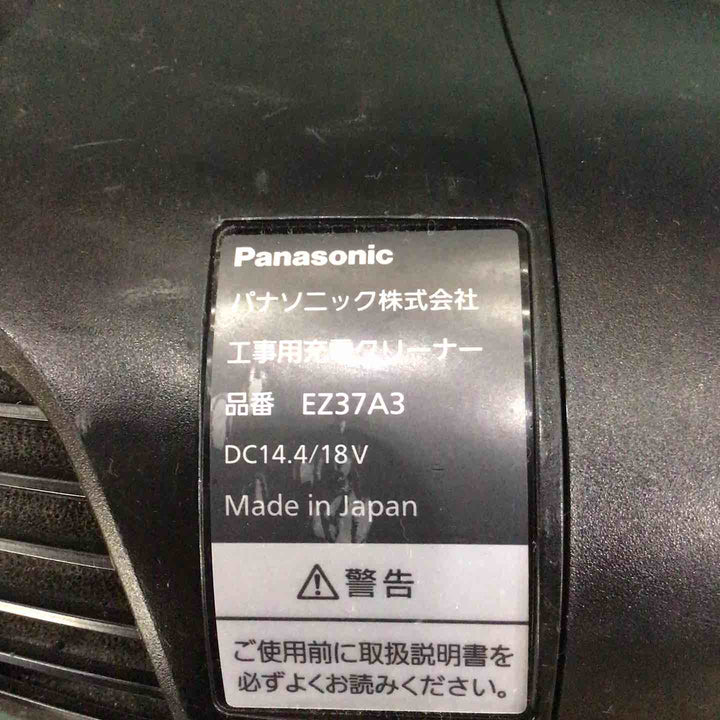 Panasonic
パナソニック株式会社
工事用充電クリーナー
品番 EZ37A3
DC14.4/18V
Made in Japan
⚠警告
ご使用前に取扱説明書を
必ずよくお読みください。